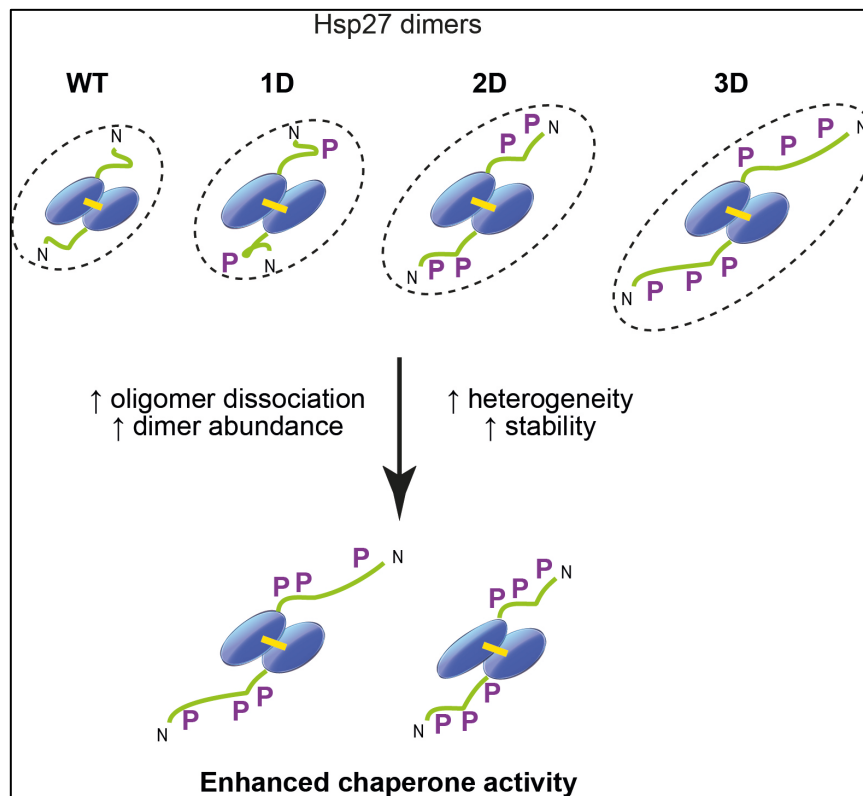 Hsp27 dimers
WT 1D 2D 3D
N N P P P N P P P N
N P N N P P N P P P
↑ oligomer dissociation ↑ heterogeneity
↑ dimer abundance ↑ stability
P P P N P P P N
N P P P N P P P
Enhanced chaperone activity